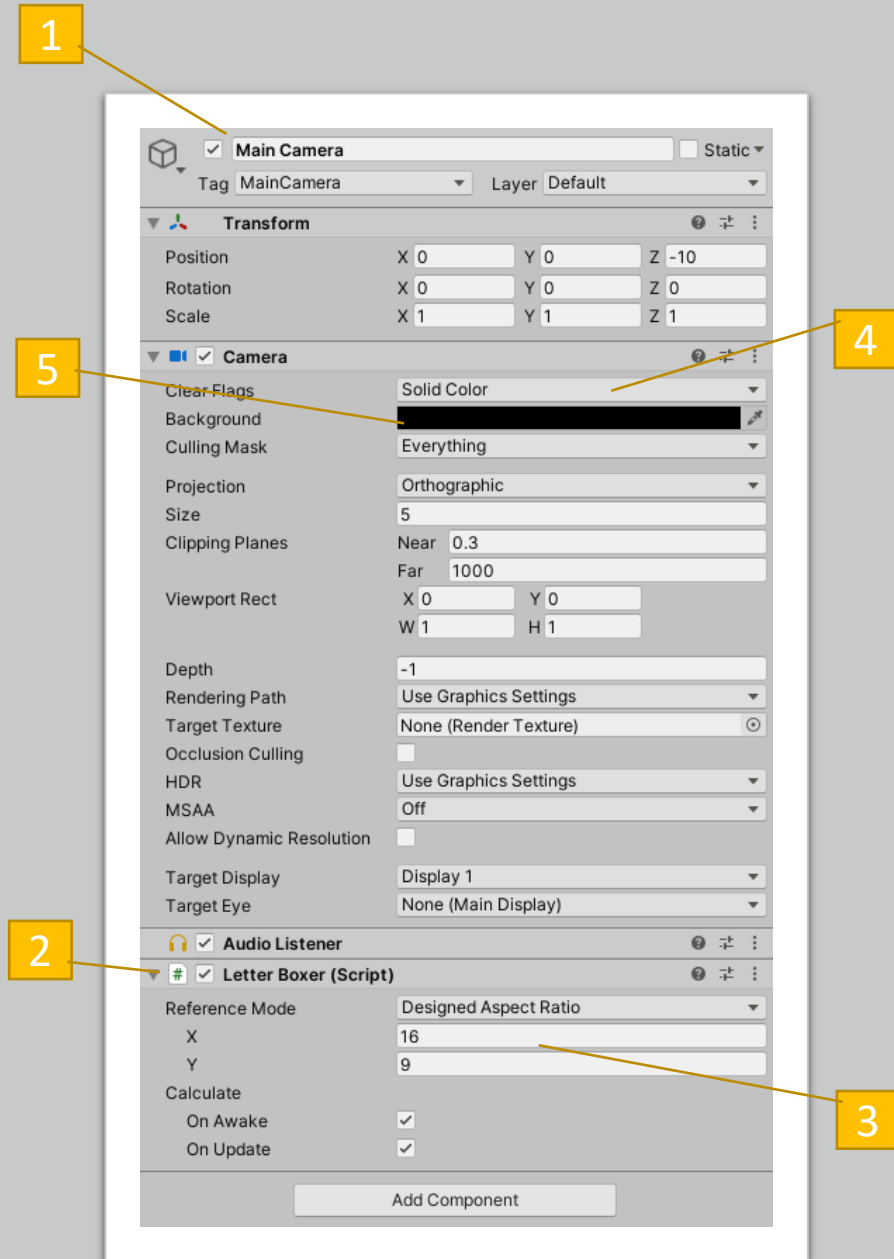 1
Main Camera Static
Tag MainCamera Layer Default
Transform
Position X 0 Y 0 Z -10
Rotation X 0 Y 0 Z 0
Scale X 1 Y 1 Z 1
4
5
Camera
Clear Flags Solid Color
Background
Culling Mask Everything
Projection Orthographic
Size 5
Clipping Planes Near 0.3
Far 1000
Viewport Rect X 0 Y 0
W 1 H 1
Depth -1
Rendering Path Use Graphics Settings
Target Texture None (Render Texture)
Occlusion Culling
HDR Use Graphics Settings
MSAA Off
Allow Dynamic Resolution
Target Display Display 1
Target Eye None (Main Display)
Audio Listener
2
# Letter Boxer (Script)
Reference Mode Designed Aspect Ratio
X 16
Y 9
Calculate
3
On Awake
On Update
Add Component